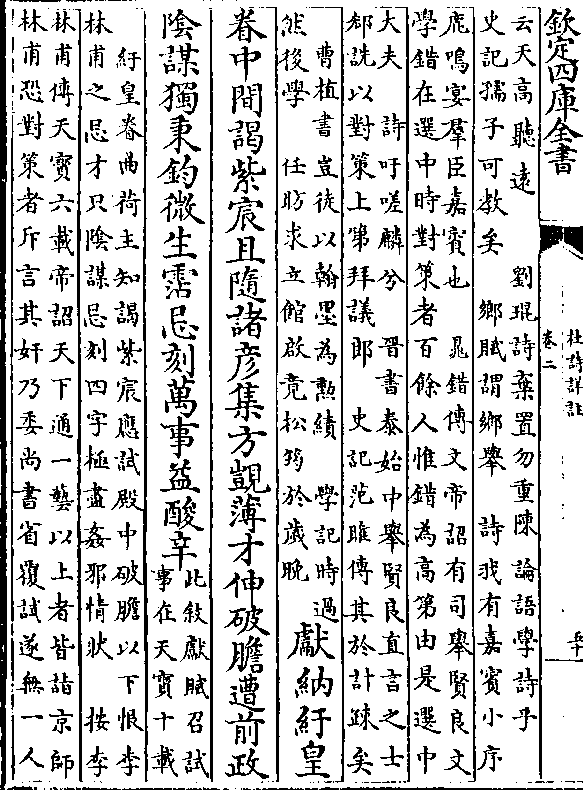 欽定四庫全書
杜詩詳註
卷二
五十
云天高聽遠　劉琨詩棄置勿重陳　論語學詩乎
史記孺子可教矣　鄉賦謂鄉舉　詩我有嘉賓小序
鹿鳴宴羣臣嘉賓也　晁錯傳文帝詔有司舉賢良文
學錯在選中時對策者百餘人惟錯為高第由是選中
大夫　詩吁嗟麟兮　晉書泰始中舉賢良直言之士
郄詵以對策上第拜議郎　史記范雎傳其於計疎矣
曹植書豈徒以翰墨為勲績　學記時過
然後學　任昉求立館啟竟松筠於歲晚
獻納紆皇
眷中間謁紫宸且隨諸彦集方覬薄才伸破膽遭前政
陰謀獨秉鈞微生霑忌刻萬事益酸辛
此敘獻賦召試
事在天寶十載
紆皇眷曲荷主知謁紫宸應試殿中破膽以下恨李
林甫之忌才只陰謀忌刻四字極盡姦邪情狀　按李
林甫傳天寶六載帝詔天下通一藝以上者皆詣京師
林甫恐對策者斥言其奸乃委尚書省覆試遂無一人